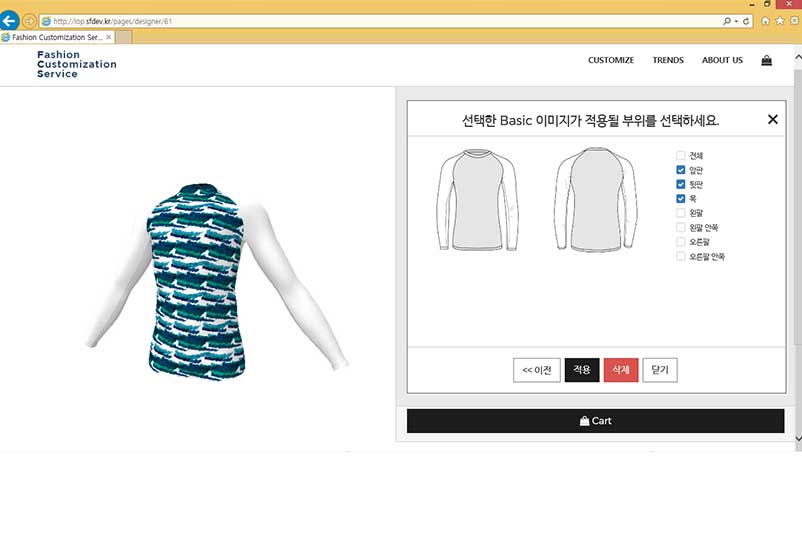 http://iop.sfdev.kr/pages/designer/61
Fashion Customization Ser...
Fashion
Customization
Service
CUSTOMIZE
TRENDS
ABOUT US
선택한 Basic 이미지가 적용될 부위를 선택하세요.
전체
앞판
뒷판
목
왼팔
왼팔 안쪽
오른팔
오른팔 안쪽
<< 이전
적용
삭제
닫기
Cart